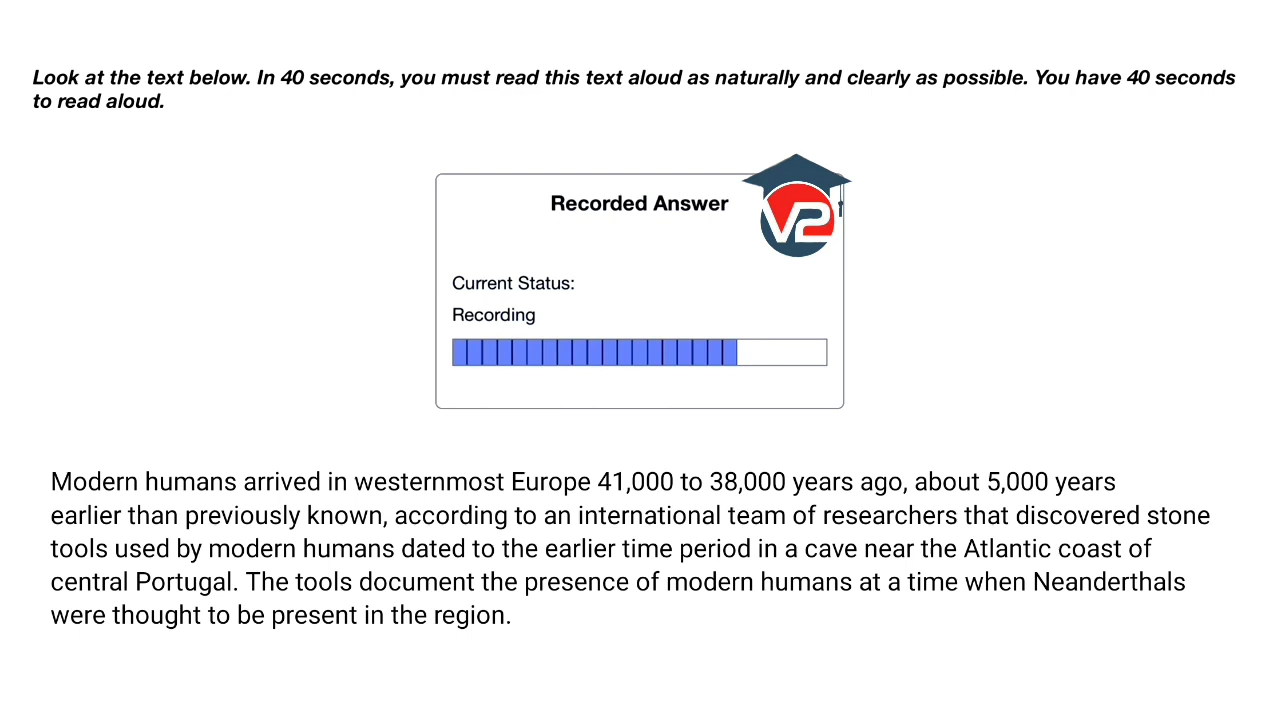 Look at the text below. In 40 seconds, you must read this text aloud as naturally and clearly as possible. You have 40 seconds
to read aloud.
V2
Recorded Answer
Current Status:
Recording
Modern humans arrived in westernmost Europe 41,000 to 38,000 years ago, about 5,000 years
earlier than previously known, according to an international team of researchers that discovered stone
tools used by modern humans dated to the earlier time period in a cave near the Atlantic coast of
central Portugal. The tools document the presence of modern humans at a time when Neanderthals
were thought to be present in the region.